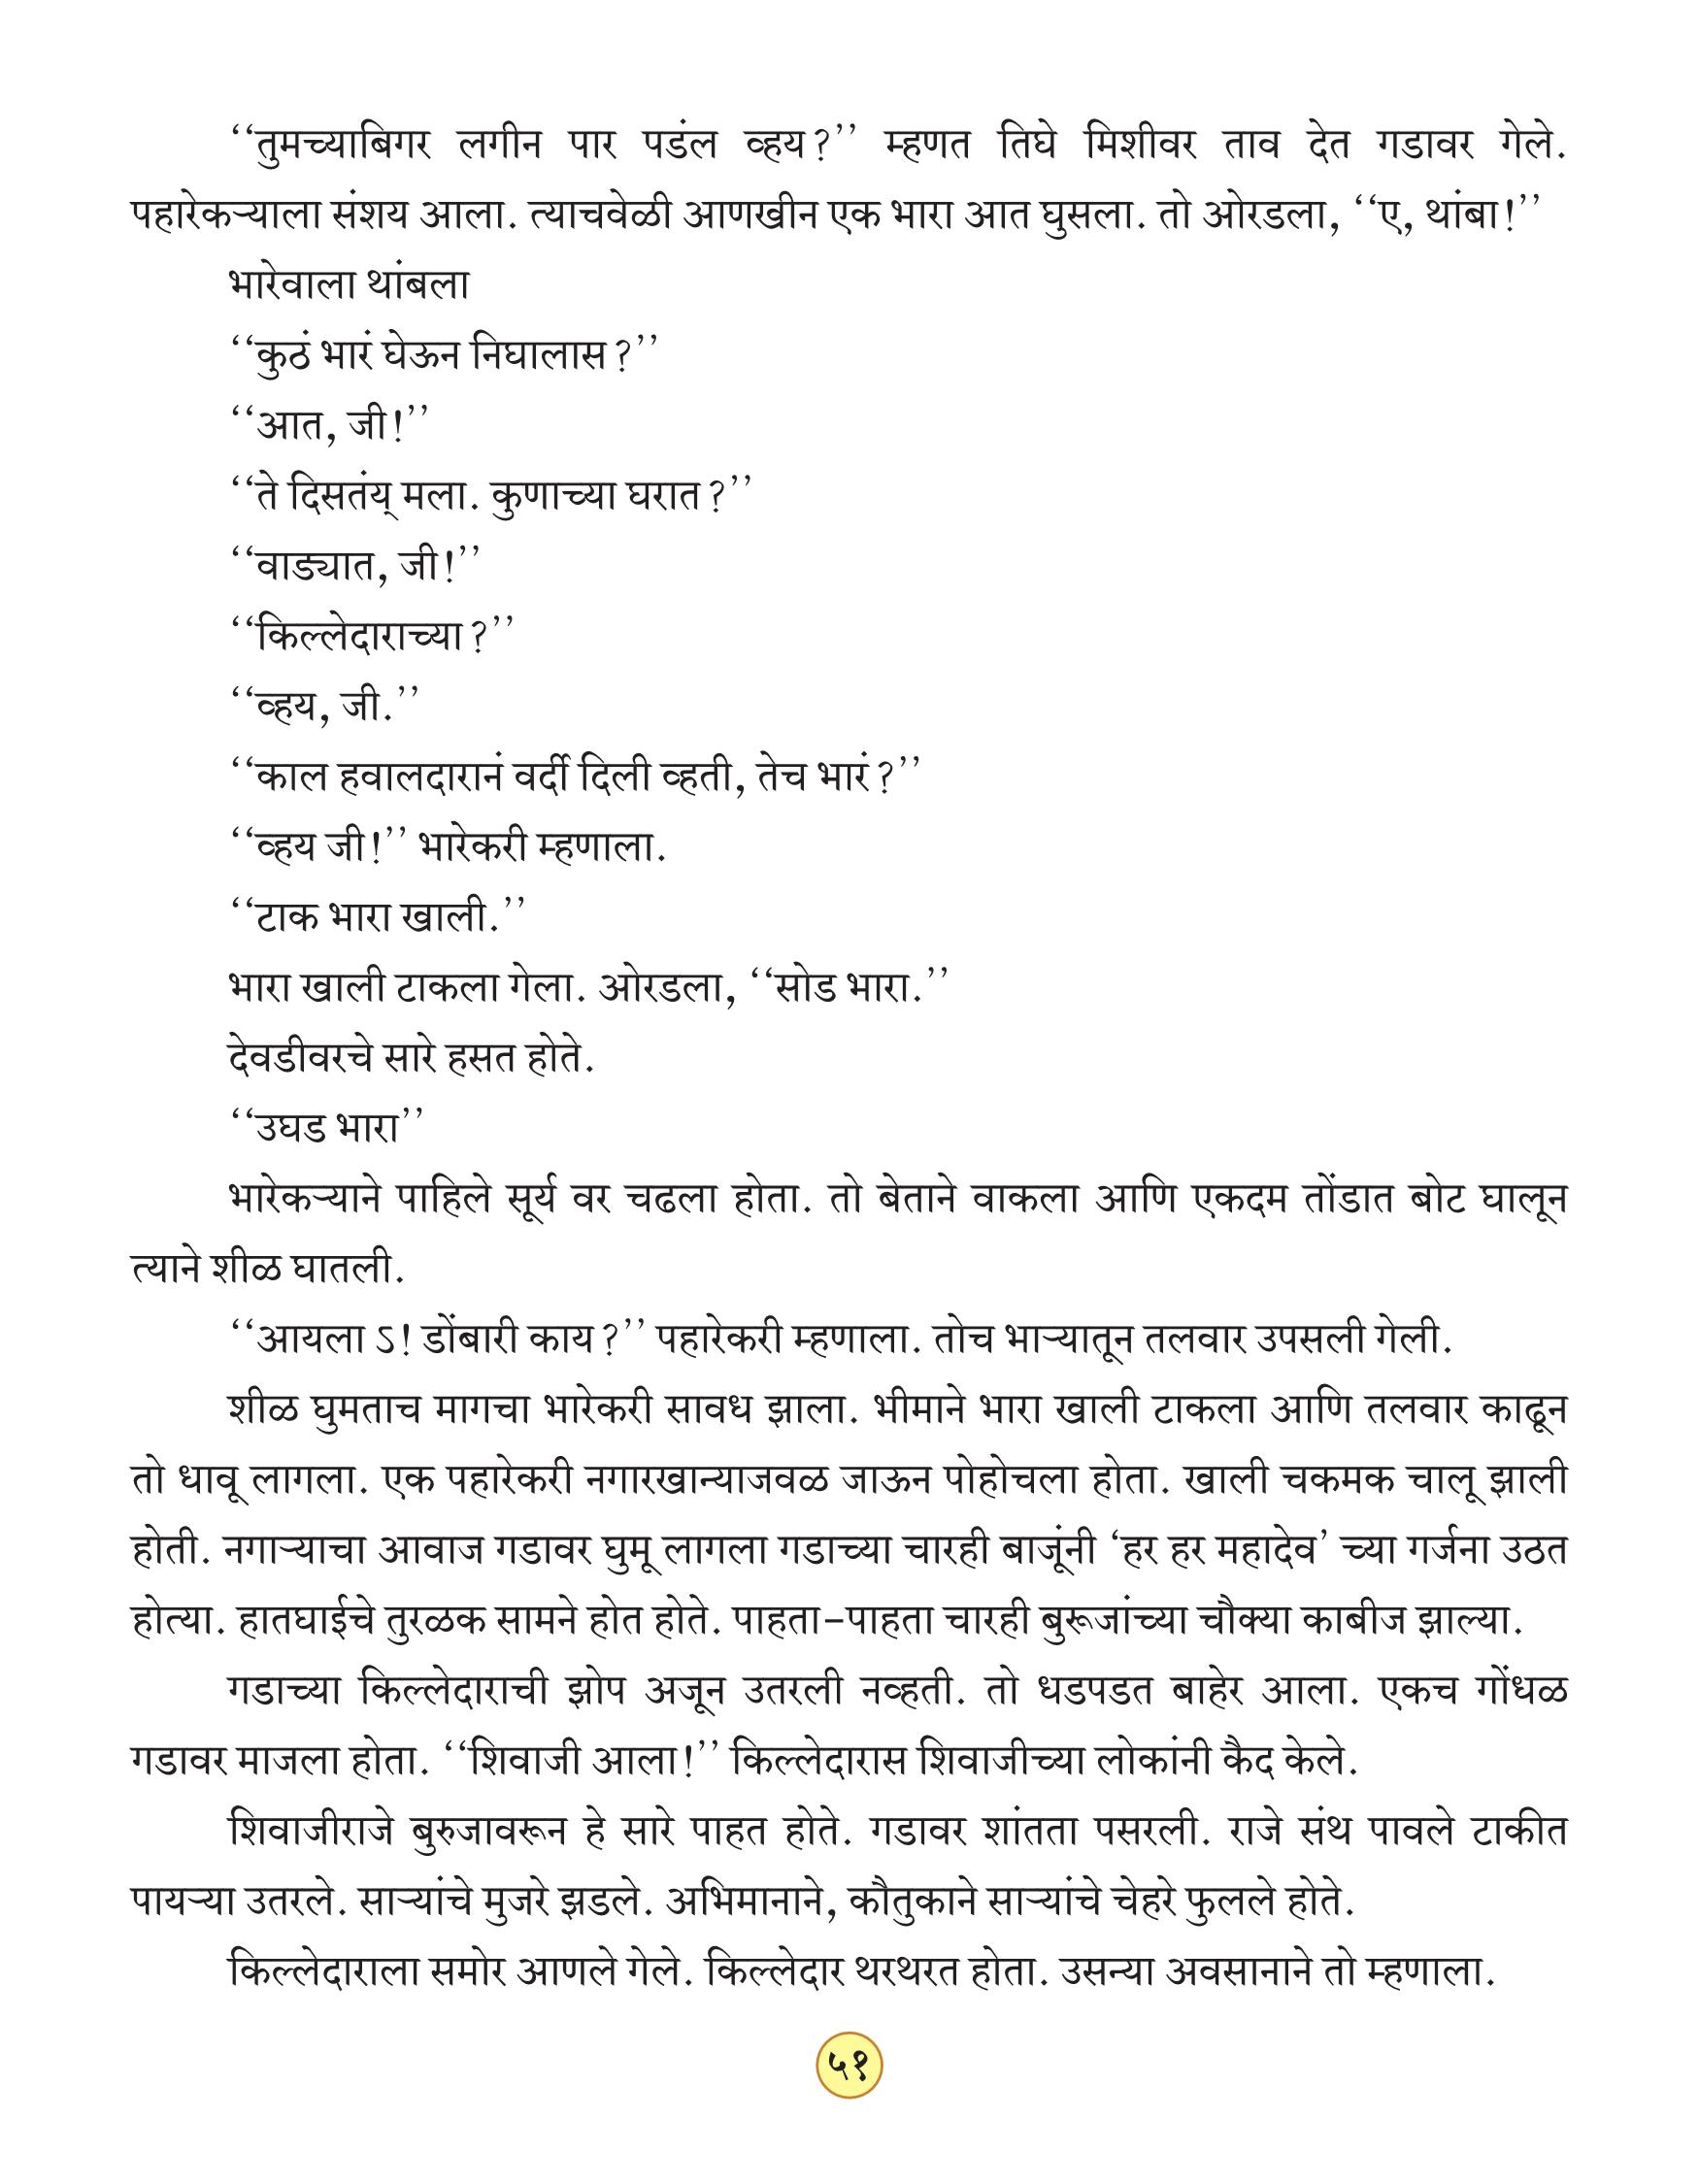 ‘‘तुमच्याबिगर लगीन पार पडंल व्हय?’’ म्हणत तिघे मिशीवर ताव देत गडावर गेले.
पहारेकऱ्याला संशय आला. त्याचवेळी आणखीन एक भारा आत घुसला. तो ओरडला, ‘‘ए, थांबा!’’
भारेवाला थांबला
‘‘कुठं भारं घेऊन निघालास?’’
‘‘आत, जी!’’
‘‘ते दिसतंय् मला. कुणाच्या घरात?’’
‘‘वाड्यात, जी!’’
‘‘किल्लेदाराच्या?’’
‘‘व्हय, जी.’’
‘‘काल हवालदारानं वर्दी दिली व्हती, तेच भारं?’’
‘‘व्हय जी!’’ भारेकरी म्हणाला.
‘‘टाक भारा खाली.’’
भारा खाली टाकला गेला. ओरडला, ‘‘सोड भारा.’’
देवडीवरचे सारे हसत होते.
‘‘उघड भारा’’
भारेकऱ्याने पाहिले सूर्य वर चढला होता. तो बेताने वाकला आणि एकदम तोंडात बोट घालून
त्याने शीळ घातली.
‘‘आयला ऽ! डोंबारी काय?’’ पहारेकरी म्हणाला. तोच भाऱ्यातून तलवार उपसली गेली.
शीळ घुमताच मागचा भारेकरी सावध झाला. भीमाने भारा खाली टाकला आणि तलवार काढून
तो धावू लागला. एक पहारेकरी नगारखान्याजवळ जाऊन पोहोचला होता. खाली चकमक चालू झाली
होती. नगाऱ्याचा आवाज गडावर घुमू लागला गडाच्या चारही बाजूंनी ‘हर हर महादेव’ च्या गर्जना उठत
होत्या. हातघाईचे तुरळक सामने होत होते. पाहता-पाहता चारही बुरूजांच्या चौक्या काबीज झाल्या.
गडाच्या किल्लेदाराची झोप अजून उतरली नव्हती. तो धडपडत बाहेर आला. एकच गोंधळ
गडावर माजला होता. ‘‘शिवाजी आला!’’ किल्लेदारास शिवाजीच्या लोकांनी कैद केले.
शिवाजीराजे बुरुजावरून हे सारे पाहत होते. गडावर शांतता पसरली. राजे संथ पावले टाकीत
पायऱ्या उतरले. साऱ्यांचे मुजरे झडले. अभिमानाने, कौतुकाने साऱ्यांचे चेहरे फुलले होते.
किल्लेदाराला समोर आणले गेले. किल्लेदार थरथरत होता. उसन्या अवसानाने तो म्हणाला.
५१